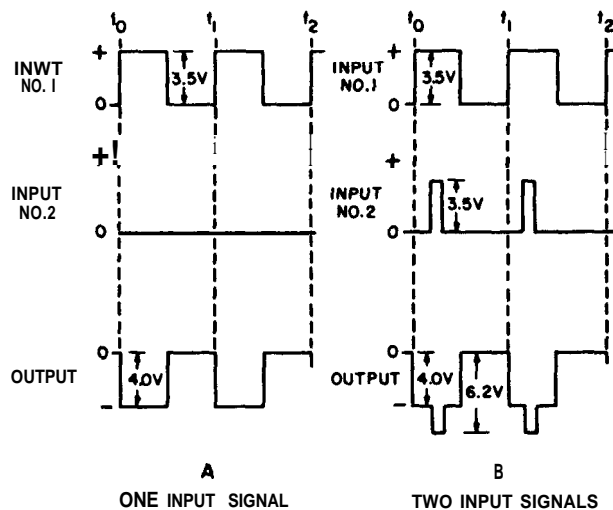 t0 t1 t2 t0 t1 t2
+ +
INWT INPUT
NO. I 3.5V NO.I 3.5V
0 0
+! +
INPUT INPUT
NO.2 NO.2 3.5V
0 0
0 0
OUTPUT 4.0V OUTPUT 4.0V 6.2V
- -
A B
ONE INPUT SIGNAL TWO INPUT SIGNALS